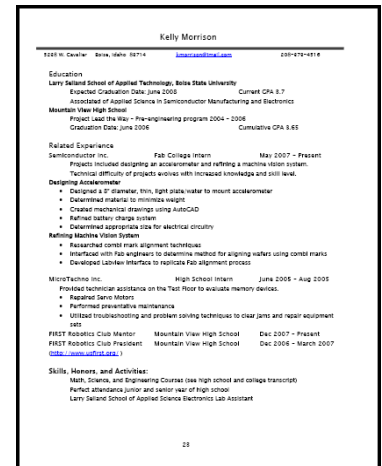 Kelly Morrison
5285 W. Cavalier Boise, Idaho 58714 kmorrison@mail.com 205-978-4516
Education
Larry Selland School of Applied Technology, Boise State University
Expected Graduation Date: June 2008 Current GPA 3.7
Associated of Applied Science in Semiconductor Manufacturing and Electronics
Mountain View High School
Project Lead the Way - Pre-engineering program 2004 - 2006
Graduation Date: June 2006 Cumulative GPA 3.65
Related Experience
Semiconductor Inc. Fab College Intern May 2007 - Present
Projects included designing an accelerometer and refining a machine vision system.
Technical difficulty of projects evolves with increased knowledge and skill level.
Designing Accelerometer
• Designed a 8" diameter, thin, light plate/wafer to mount accelerometer
• Determined material to minimize weight
• Created mechanical drawings using AutoCAD
• Refined battery charge system
• Determined appropriate size for electrical circuitry
Refining Machine Vision System
• Researched combi mark alignment techniques
• Interfaced with Fab engineers to determine method for aligning wafers using combi marks
• Developed Labview interface to replicate Fab alignment process
MicroTechno Inc. High School Intern June 2005 - Aug 2005
Provided technician assistance on the Test Floor to evaluate memory devices.
• Repaired Servo Motors
• Performed preventative maintenance
• Utilized troubleshooting and problem solving techniques to clear jams and repair equipment
sets
FIRST Robotics Club Mentor Mountain View High School Dec 2007 - Present
FIRST Robotics Club President Mountain View High School Dec 2006 - March 2007
(http://www.usfirst.org/ )
Skills, Honors, and Activities:
Math, Science, and Engineering Courses (see high school and college transcript)
Perfect attendance junior and senior year of high school
Larry Selland School of Applied Science Electronics Lab Assistant
23